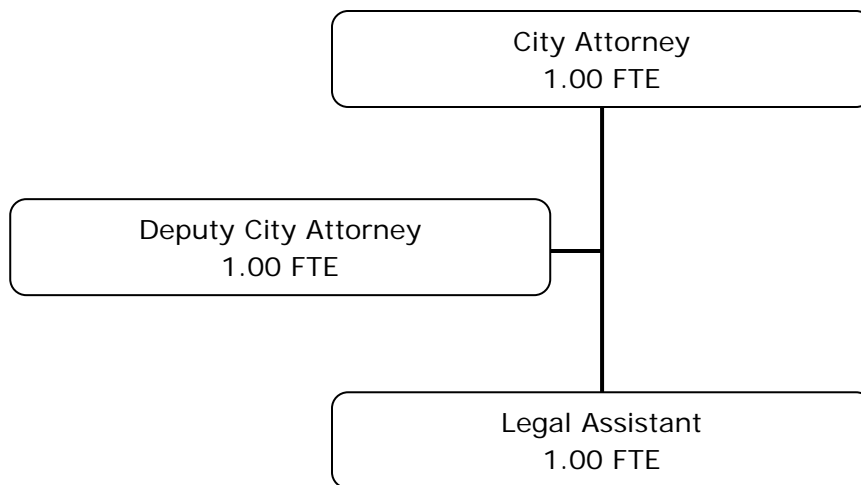 City Attorney
1.00 FTE
Deputy City Attorney
1.00 FTE
Legal Assistant
1.00 FTE